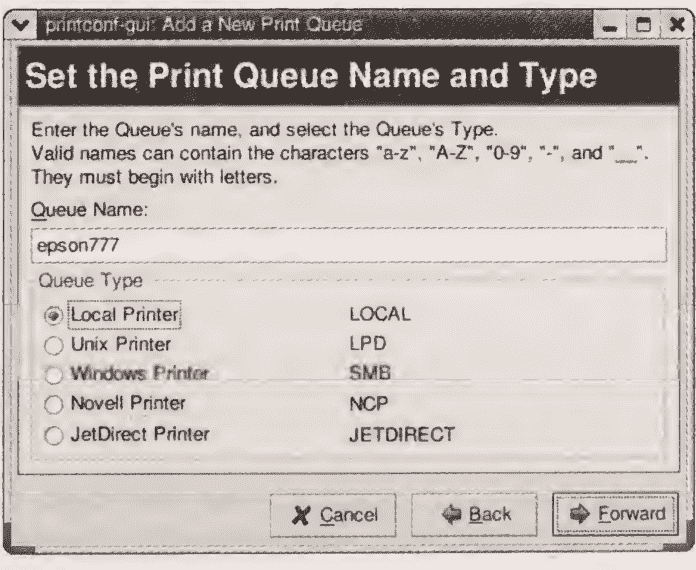 printconf-gui: Add a New Print Queue
Set the Print Queue Name and Type
Enter the Queue's name, and select the Queue's Type.
Valid names can contain the characters "a-z", "A-Z", "0-9", "-", and "_".
They must begin with letters.
Queue Name:
epson777
Queue Type
Local Printer LOCAL
Unix Printer LPD
Windows Printer SMB
Novell Printer NCP
JetDirect Printer JETDIRECT
Cancel Back Forward